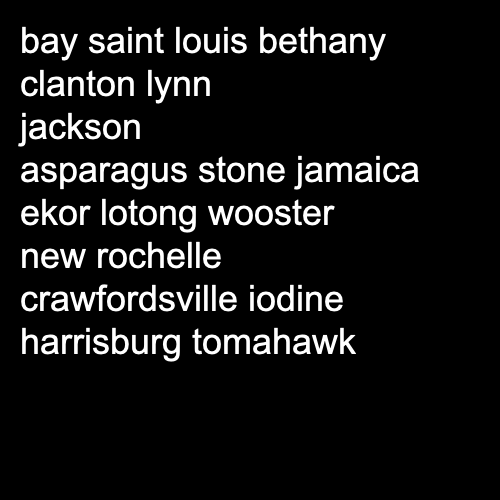 bay saint louis bethany
clanton lynn
jackson
asparagus stone jamaica
ekor lotong wooster
new rochelle
crawfordsville iodine
harrisburg tomahawk